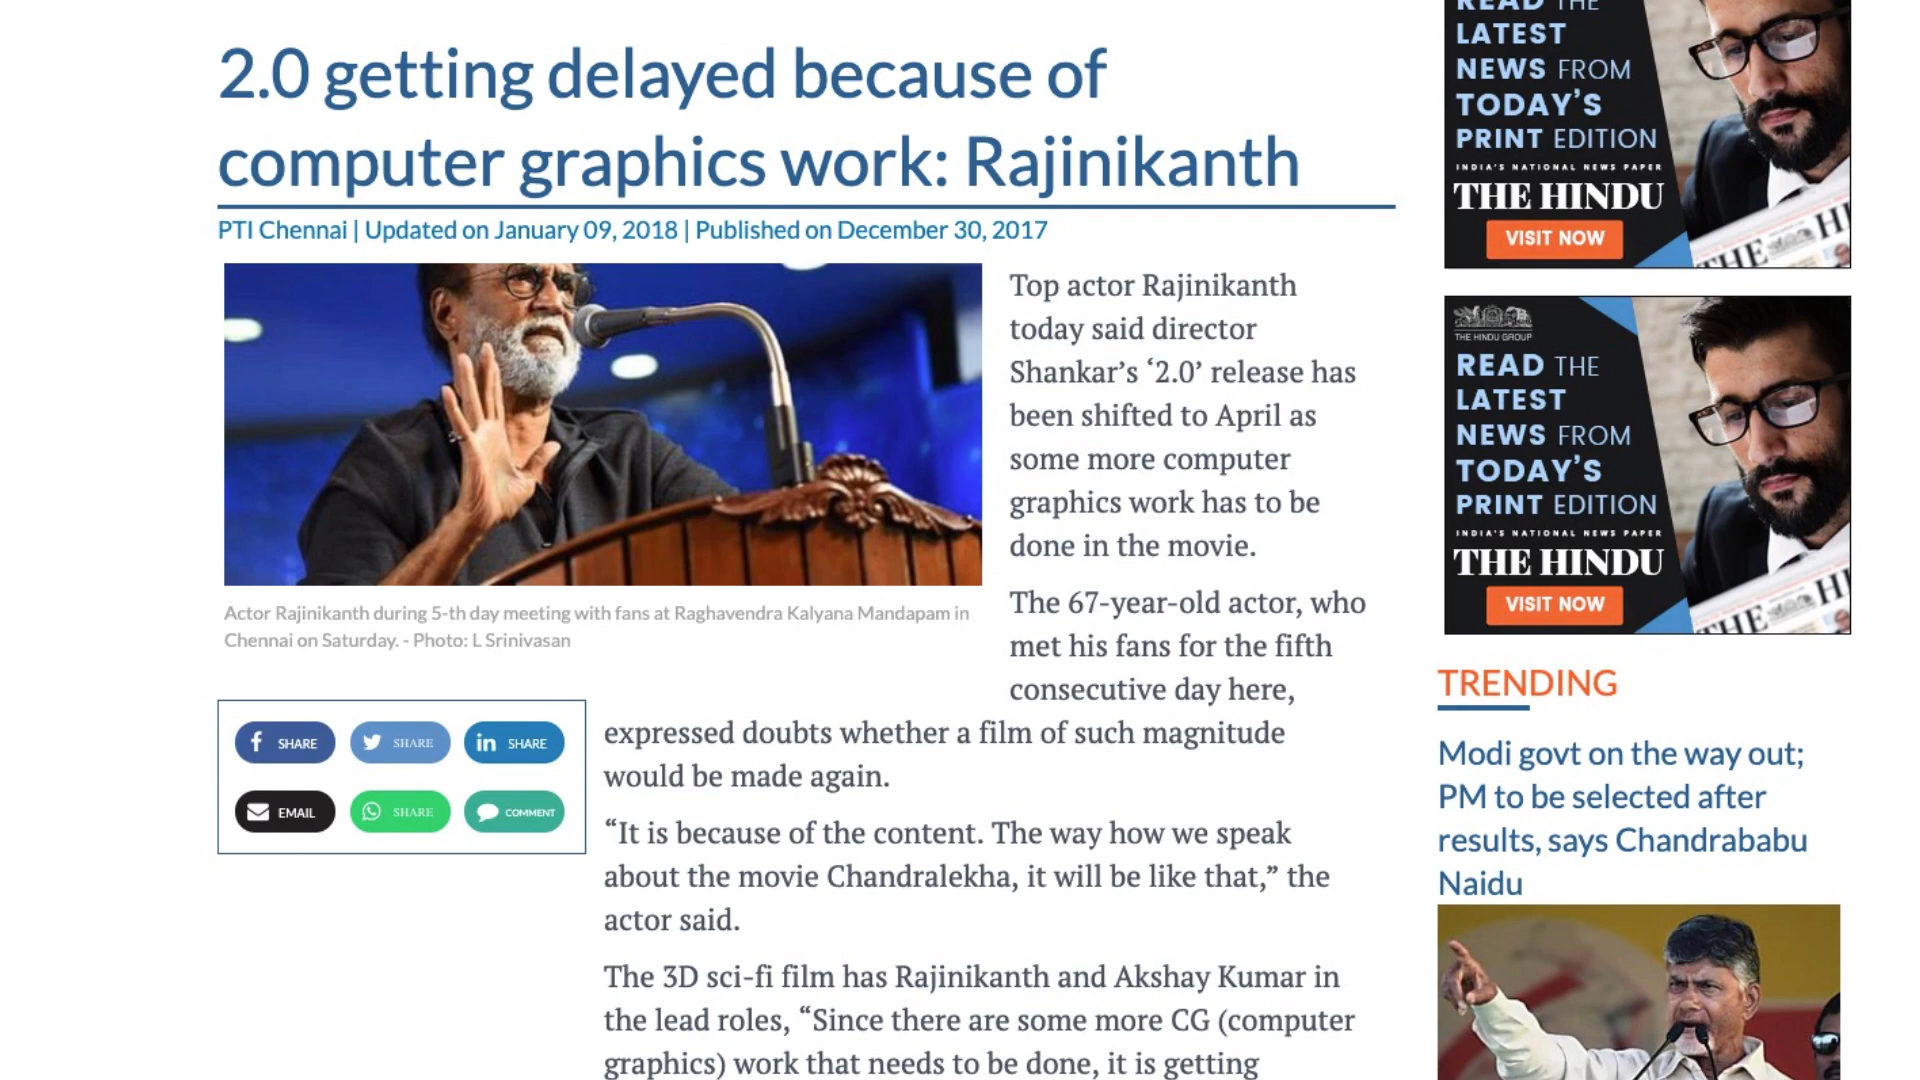 2.0 getting delayed because of
computer graphics work: Rajinikanth
PTI Chennai | Updated on January 09, 2018 | Published on December 30, 2017
Actor Rajinikanth during 5-th day meeting with fans at Raghavendra Kalyana Mandapam in
Chennai on Saturday. - Photo: L Srinivasan
Top actor Rajinikanth
today said director
Shankar’s ‘2.0’ release has
been shifted to April as
some more computer
graphics work has to be
done in the movie.
The 67-year-old actor, who
met his fans for the fifth
consecutive day here,
expressed doubts whether a film of such magnitude
would be made again.
“It is because of the content. The way how we speak
about the movie Chandralekha, it will be like that,” the
actor said.
The 3D sci-fi film has Rajinikanth and Akshay Kumar in
the lead roles, “Since there are some more CG (computer
graphics) work that needs to be done, it is getting
SHARE SHARE in SHARE
EMAIL SHARE COMMENT
READ THE
LATEST
NEWS FROM
TODAY’S
PRINT EDITION
INDIA'S NATIONAL NEWS PAPER
THE HINDU
VISIT NOW
THE HINDU GROUP
READ THE
LATEST
NEWS FROM
TODAY’S
PRINT EDITION
INDIA'S NATIONAL NEWS PAPER
THE HINDU
VISIT NOW
TRENDING
Modi govt on the way out;
PM to be selected after
results, says Chandrababu
Naidu